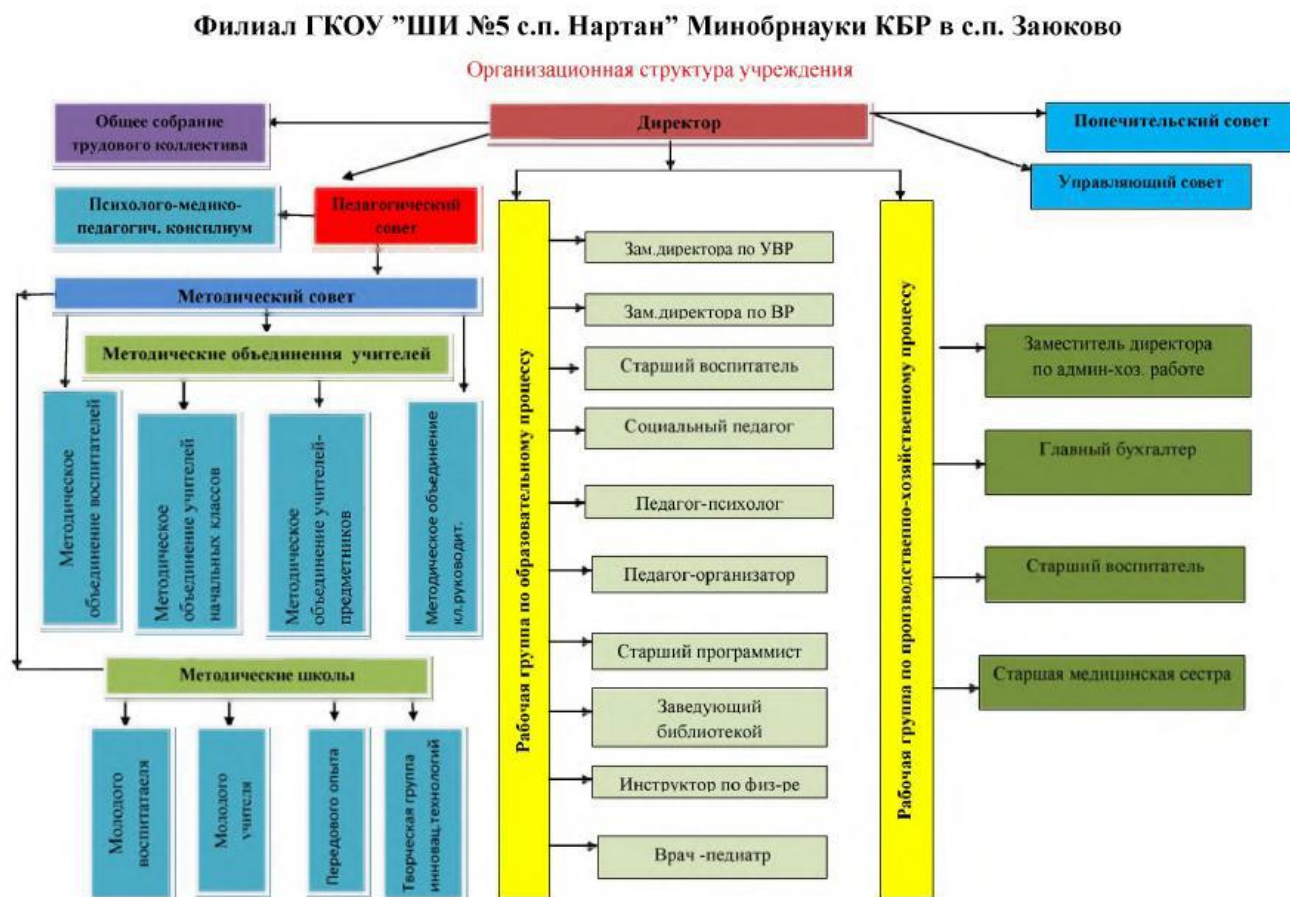 Филиал ГКОУ ”ШИ №5 с.п. Нартан” Минобрнауки КБР в с.п. Заюково
Организационная структура учреждения
Общее собрание
трудового коллектива
Директор
Попечительский совет
Управляющий совет
Психолого-медико-
педагогич. консилиум
Педагогический
совет
Методический совет
Методические объединения учителей
Методическое
объединение воспитателей
Методическое
объединение учителей
начальных классов
Методическое
объединение учителей-
предметников
Методическое объединение
кл.руководит.
Методические школы
Молодого
воспитатаеля
Молодого
учителя
Передового опыта
Творческая группа
инновац.технологий
Рабочая группа по образовательному процессу
Зам.директора по УВР
Зам.директора по ВР
Старший воспитатель
Социальный педагог
Педагог-психолог
Педагог-организатор
Старший программист
Заведующий
библиотекой
Инструктор по физ-ре
Врач -педиатр
Рабочая группа по пропзводственпо-хозяйственному процессу
Заместитель директора
по админ-хоз. работе
Главный бухгалтер
Старший воспитатель
Старшая медицинская сестра